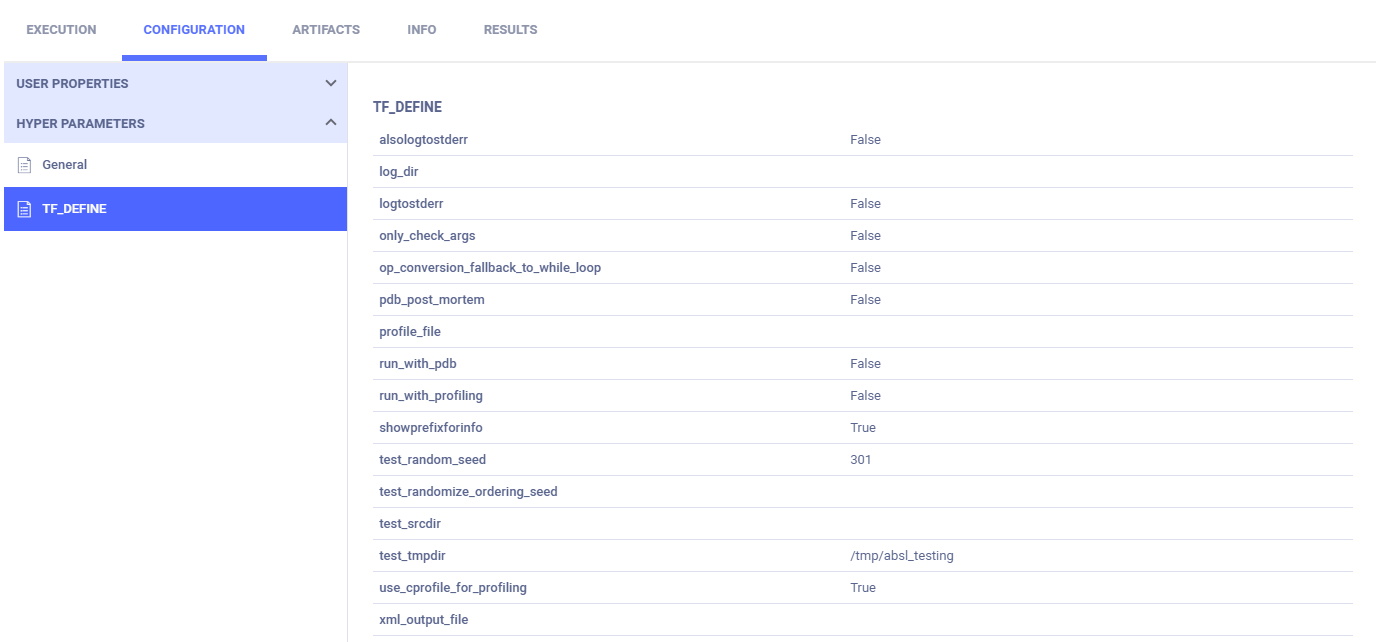 EXECUTION CONFIGURATION ARTIFACTS INFO RESULTS
USER PROPERTIES
HYPER PARAMETERS
General
TF_DEFINE
TF_DEFINE
alsologtostderr False
log_dir
logtostderr False
only_check_args False
op_conversion_fallback_to_while_loop False
pdb_post_mortem False
profile_file
run_with_pdb False
run_with_profiling False
showprefixforinfo True
test_random_seed 301
test_randomize_ordering_seed
test_srcdir
test_tmpdir /tmp/absl_testing
use_cprofile_for_profiling True
xml_output_file